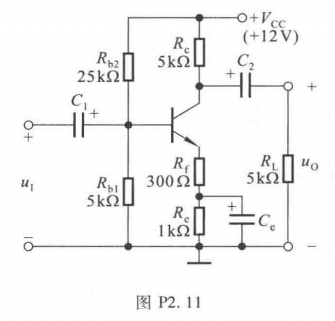 +V_CC
(+12V)
R_b2
25kΩ
R_c
5kΩ
C_2
+
C_1
+
+
+
u_I
R_b1
5kΩ
R_f
300Ω
R_e
1kΩ
+
C_e
R_L
5kΩ
u_O
−
−
图 P2.11